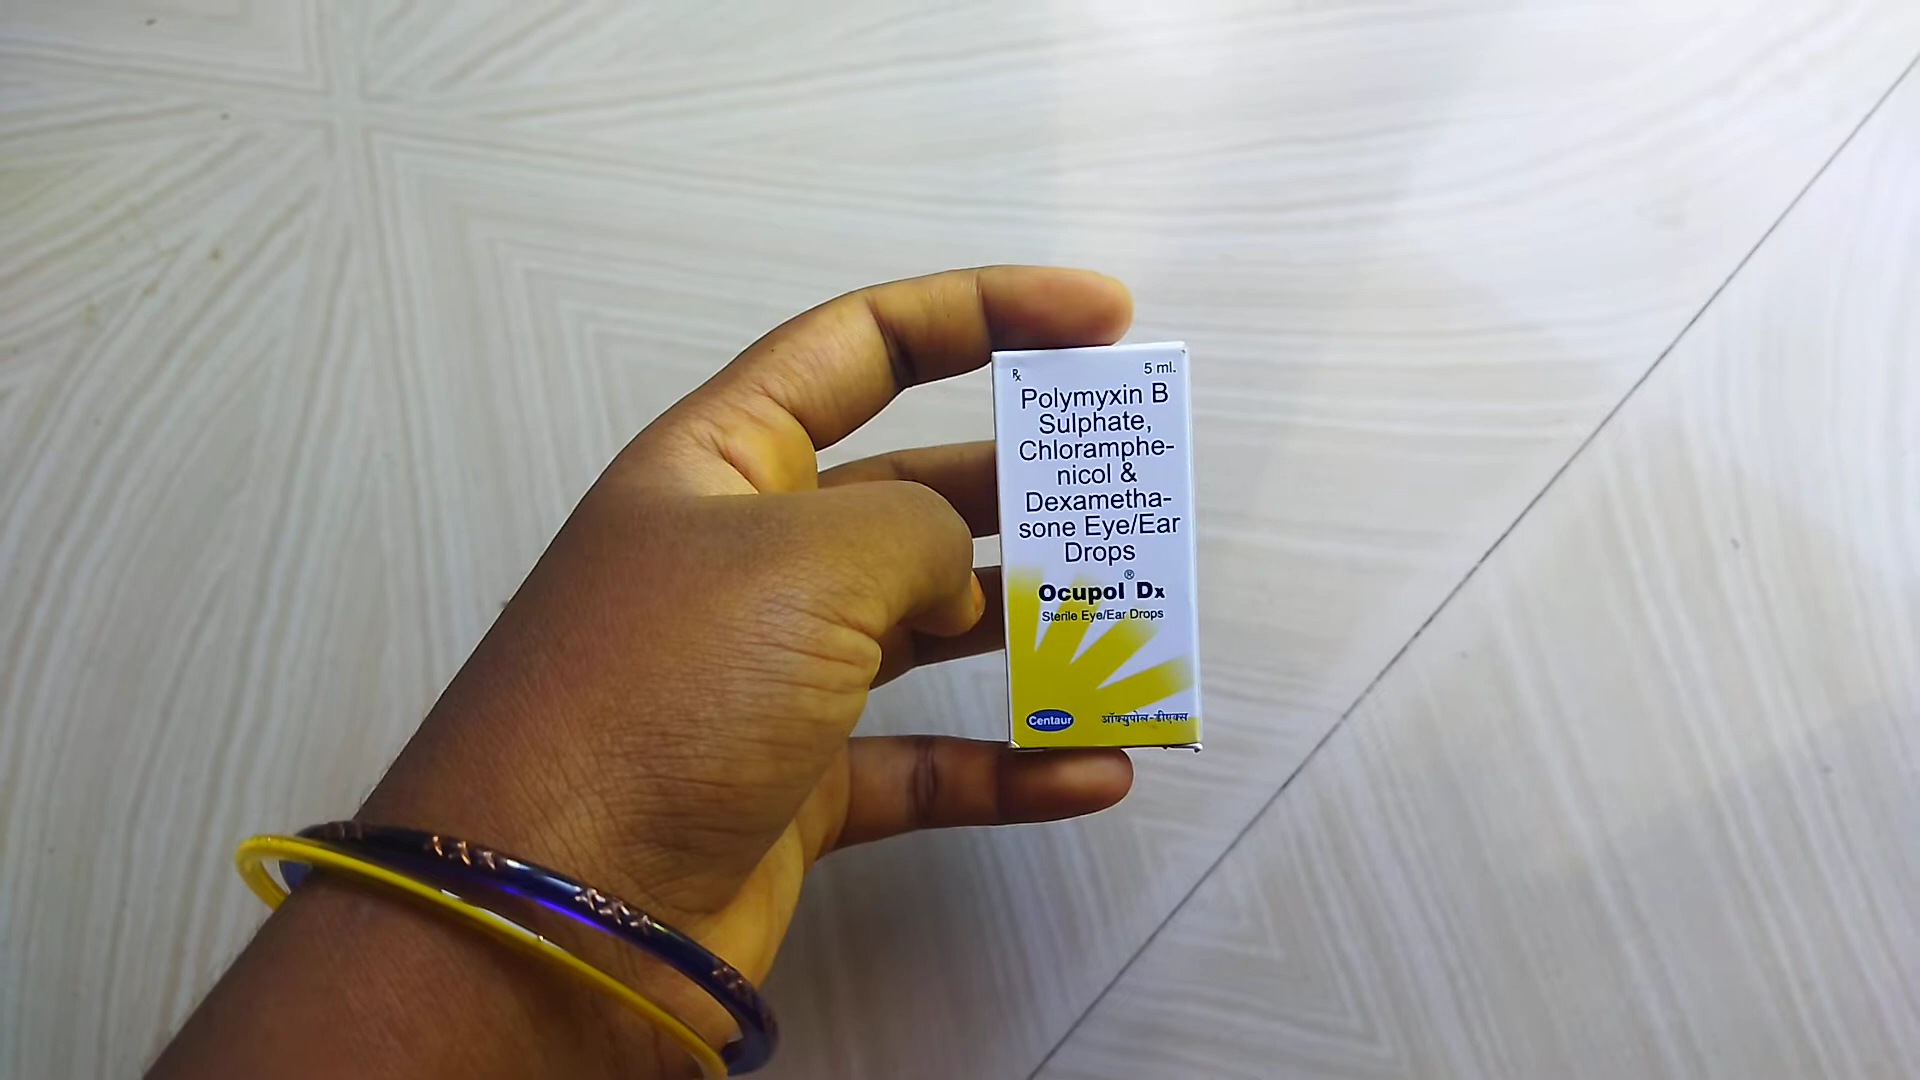 ℞ 5 ml.
Polymyxin B
Sulphate,
Chloramphe-
nicol &
Dexametha-
sone Eye/Ear
Drops
Ocupol® Dx
Sterile Eye/Ear Drops
Centaur ऑक्युपोल-डीएक्स